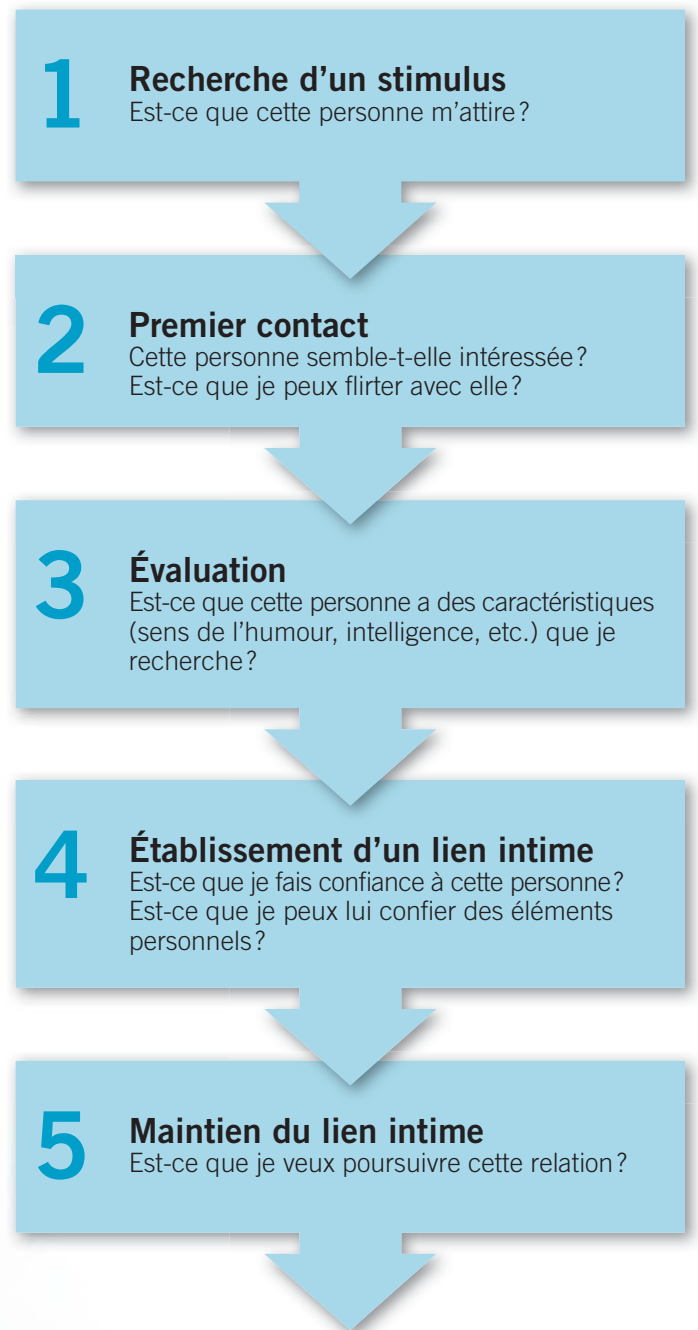 1
Recherche d'un stimulus
Est-ce que cette personne m'attire?
2
Premier contact
Cette personne semble-t-elle intéressée?
Est-ce que je peux flirter avec elle?
3
Évaluation
Est-ce que cette personne a des caractéristiques
(sens de l'humour, intelligence, etc.) que je
recherche?
4
Établissement d'un lien intime
Est-ce que je fais confiance à cette personne?
Est-ce que je peux lui confier des éléments
personnels?
5
Maintien du lien intime
Est-ce que je veux poursuivre cette relation?